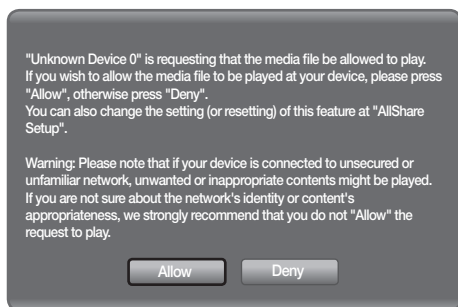 "Unknown Device 0" is requesting that the media file be allowed to play.
If you wish to allow the media file to be played at your device, please press
"Allow", otherwise press "Deny".
You can also change the setting (or resetting) of this feature at "AllShare
Setup".
Warning: Please note that if your device is connected to unsecured or
unfamiliar network, unwanted or inappropriate contents might be played.
If you are not sure about the network's identity or content's
appropriateness, we strongly recommend that you do not "Allow" the
request to play.
Allow Deny